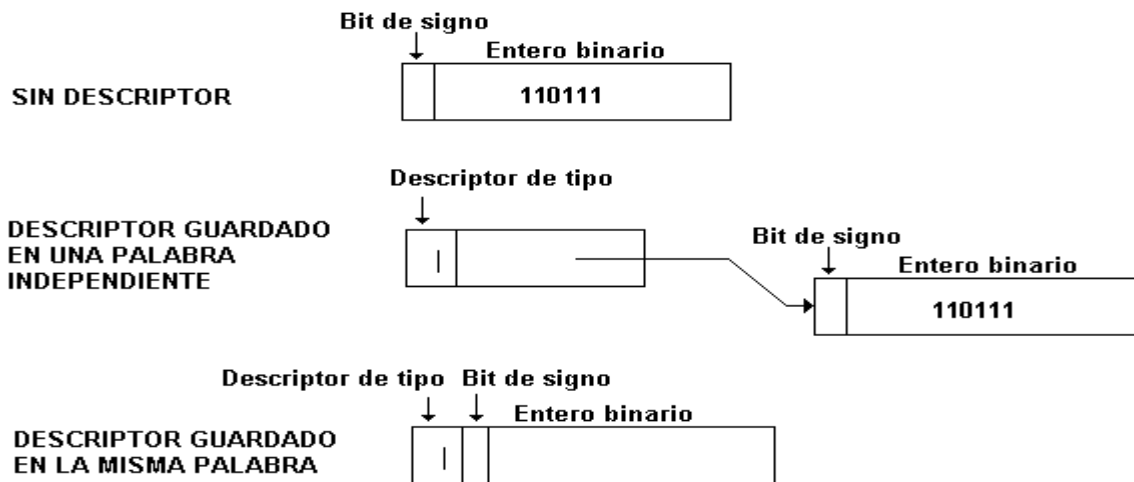 Bit de signo
Entero binario
SIN DESCRIPTOR
110111
Descriptor de tipo
DESCRIPTOR GUARDADO
EN UNA PALABRA
INDEPENDIENTE
I
Bit de signo
Entero binario
110111
Descriptor de tipo Bit de signo
Entero binario
DESCRIPTOR GUARDADO
EN LA MISMA PALABRA
I